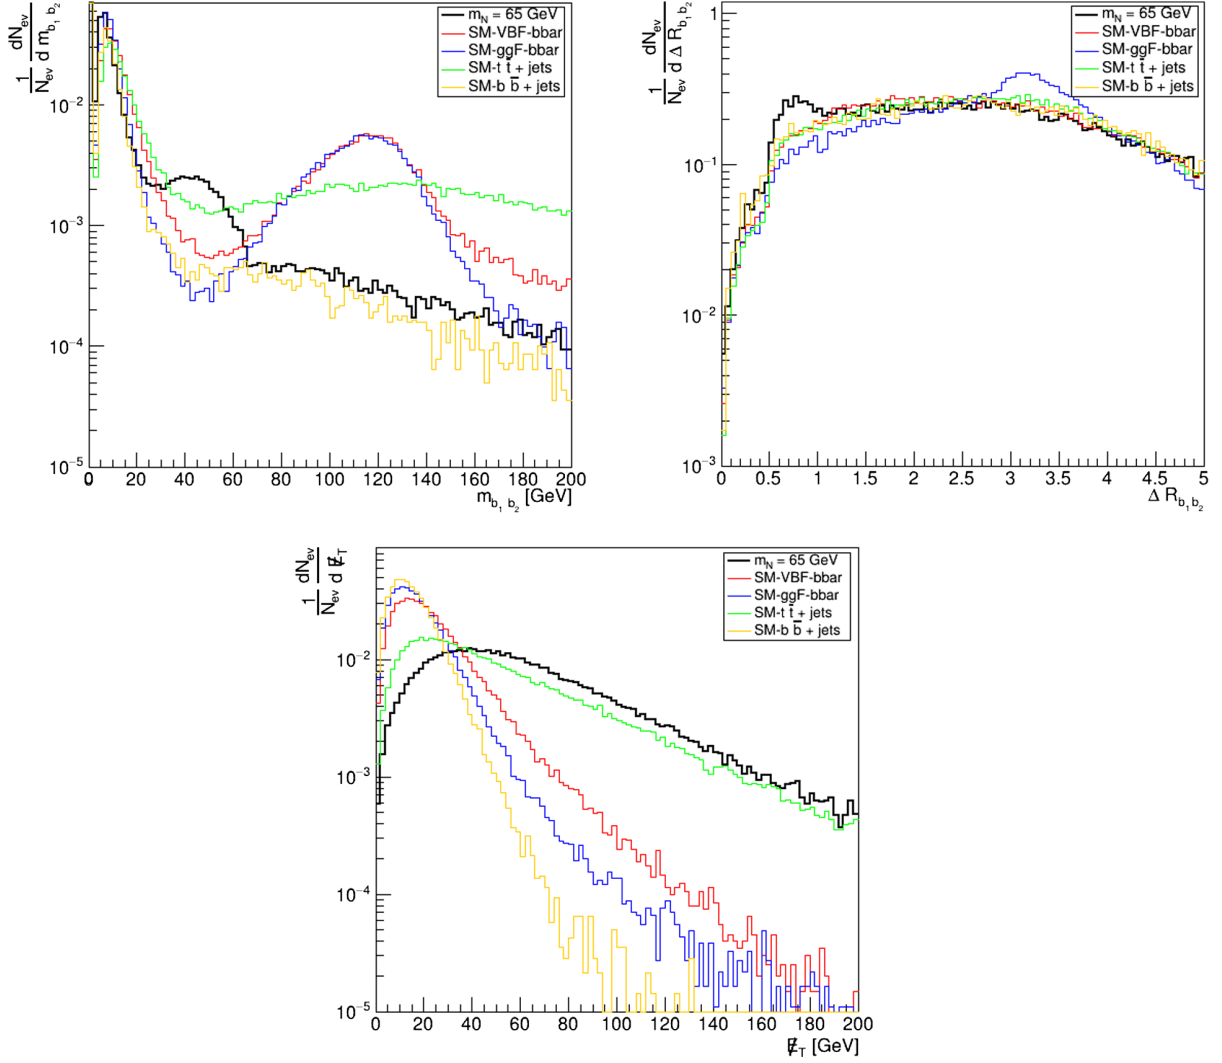 1 dN_ev
N_ev d m_b1 b2
m_N = 65 GeV
SM-VBF-bbar
SM-ggF-bbar
SM-t t̄ + jets
SM-b b̄ + jets
10^−2
10^−3
10^−4
10^−5
0 20 40 60 80 100 120 140 160 180 200
m_b1 b2 [GeV]
1 dN_ev
N_ev d Δ R_b1 b2
m_N = 65 GeV
SM-VBF-bbar
SM-ggF-bbar
SM-t t̄ + jets
SM-b b̄ + jets
1
10^−1
10^−2
10^−3
0 0.5 1 1.5 2 2.5 3 3.5 4 4.5 5
Δ R_b1 b2
1 dN_ev
N_ev d E̸_T
m_N = 65 GeV
SM-VBF-bbar
SM-ggF-bbar
SM-t t̄ + jets
SM-b b̄ + jets
10^−2
10^−3
10^−4
10^−5
0 20 40 60 80 100 120 140 160 180 200
E̸_T [GeV]